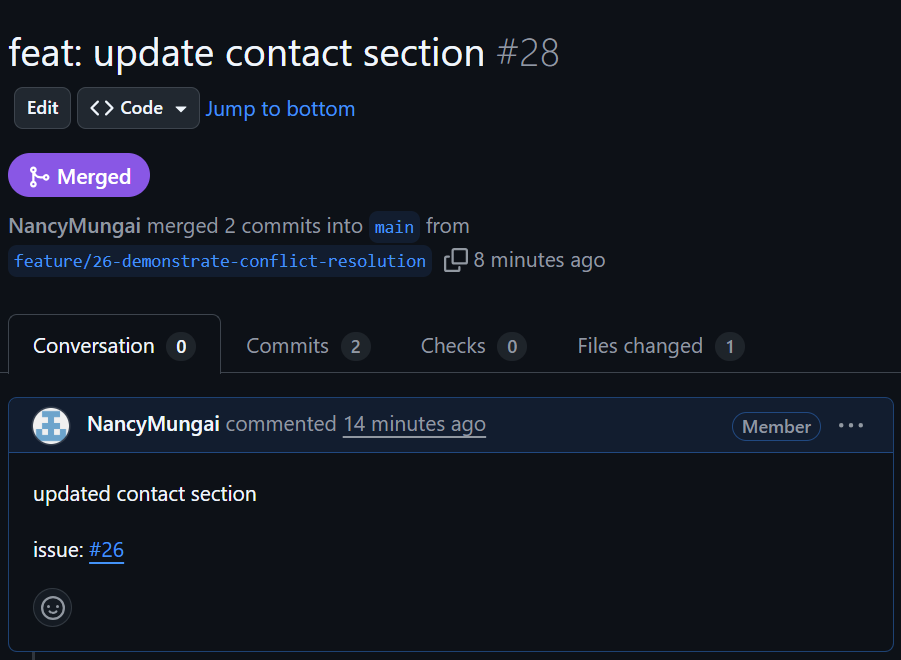 feat: update contact section #28
Edit <> Code Jump to bottom
Merged
NancyMungai merged 2 commits into main from
feature/26-demonstrate-conflict-resolution 8 minutes ago
Conversation 0 Commits 2 Checks 0 Files changed 1
NancyMungai commented 14 minutes ago Member ...
updated contact section
issue: #26